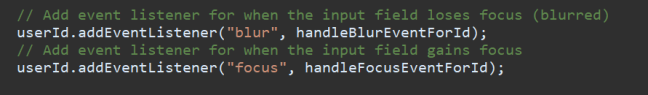 // Add event listener for when the input field loses focus (blurred)
userId.addEventListener("blur", handleBlurEventForId);
// Add event listener for when the input field gains focus
userId.addEventListener("focus", handleFocusEventForId);